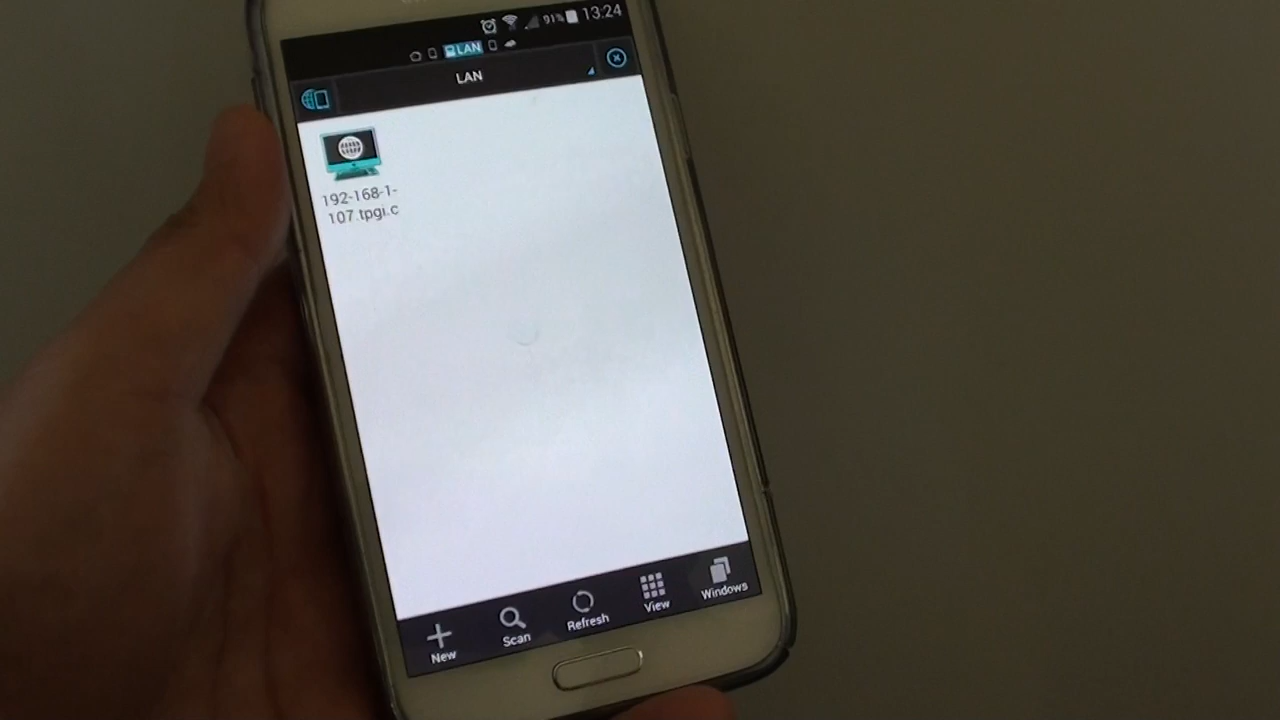 91% 13:24
LAN
LAN
192-168-1-
107.tpgi.c
New
Scan
Refresh
View
Windows